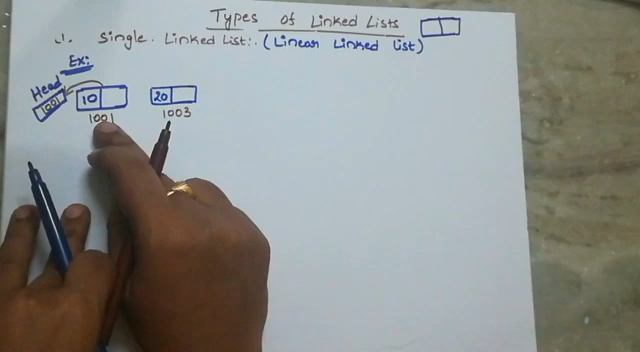 Types of Linked Lists
1. Single Linked List:- (Linear Linked List)
Ex:
Head
1001
10
20
1001
1003